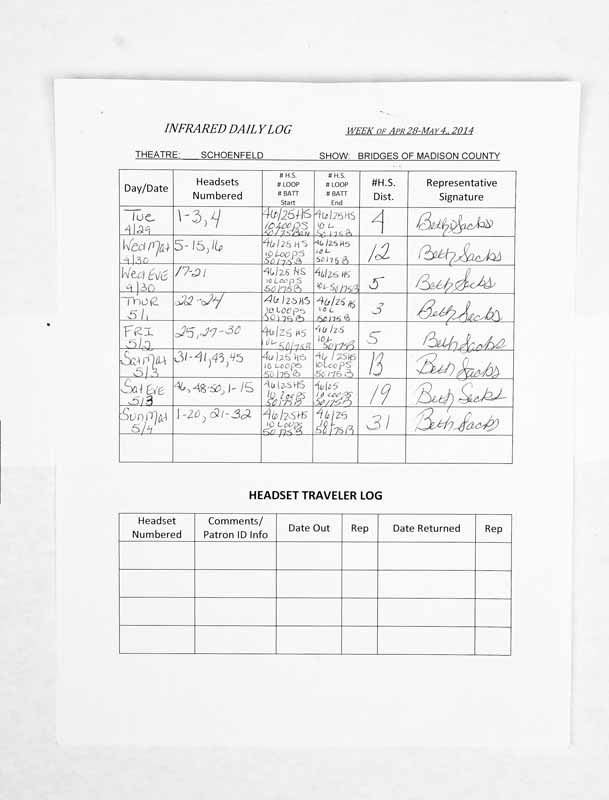 INFRARED DAILY LOG WEEK OF APR 28-MAY 4, 2014
THEATRE: SCHOENFELD SHOW: BRIDGES OF MADISON COUNTY
Day/Date Headsets Numbered # H.S. # LOOP # BATT Start # H.S. # LOOP # BATT End #H.S. Dist. Representative Signature
Tue 4/29 1-3, 4 46/25 HS 10 LOOPS 50/75 46/25 HS 10 L 50/75 B 4 Beth Sacks
Wed Mat 4/30 5-15, 16 46/25 HS 10 LOOPS 50/75 B 46/25 HS 10 L 50/75 B 12 Beth Sacks
Wed Eve 4/30 17-21 46/25 HS 10 LOOPS 50/75 B 46/25 HS 10 L 50/75 B 5 Beth Sacks
Thur 5/1 22-24 46/25 HS 10 LOOPS 50/75 B 46/25 HS 10 L 50/75 B 3 Beth Sacks
FRI 5/2 25, 27-30 46/25 HS 10 L 50/75 B 46/25 10 L 50/75 B 5 Beth Sacks
Sat Mat 5/3 31-41, 43, 45 46/25 HS 10 LOOPS 50/75 B 46/25 HS 10 LOOPS 50/75 B 13 Beth Sacks
Sat Eve 5/3 46, 48-50, 1-15 46/25 HS 10 LOOPS 50/75 B 46/25 10 LOOPS 50/75 B 19 Beth Sacks
Sun Mat 5/4 1-20, 21-32 46/25 HS 10 LOOPS 50/75 B 46/25 10 L 50/75 B 31 Beth Sacks
HEADSET TRAVELER LOG
Headset Numbered Comments/ Patron ID Info Date Out Rep Date Returned Rep